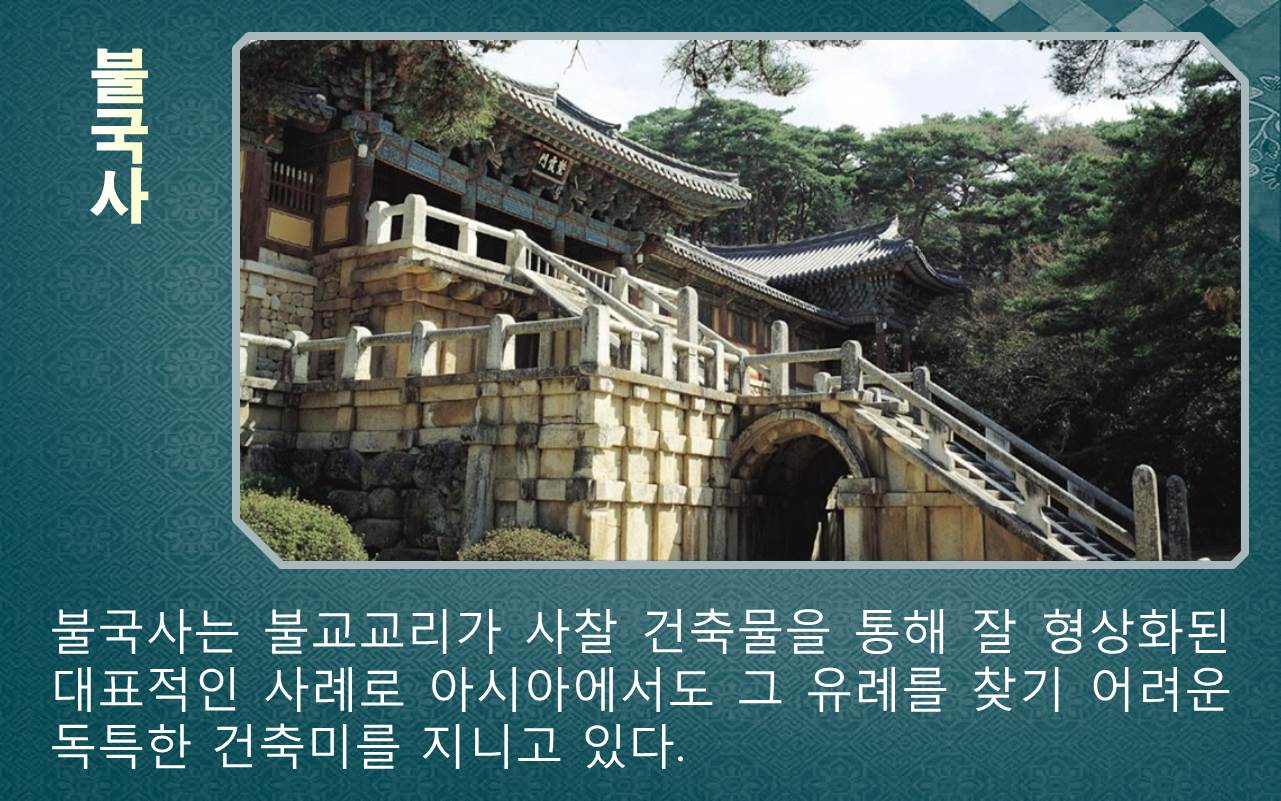 불국사
門霞紫
불국사는 불교교리가 사찰 건축물을 통해 잘 형상화된
대표적인 사례로 아시아에서도 그 유례를 찾기 어려운
독특한 건축미를 지니고 있다.